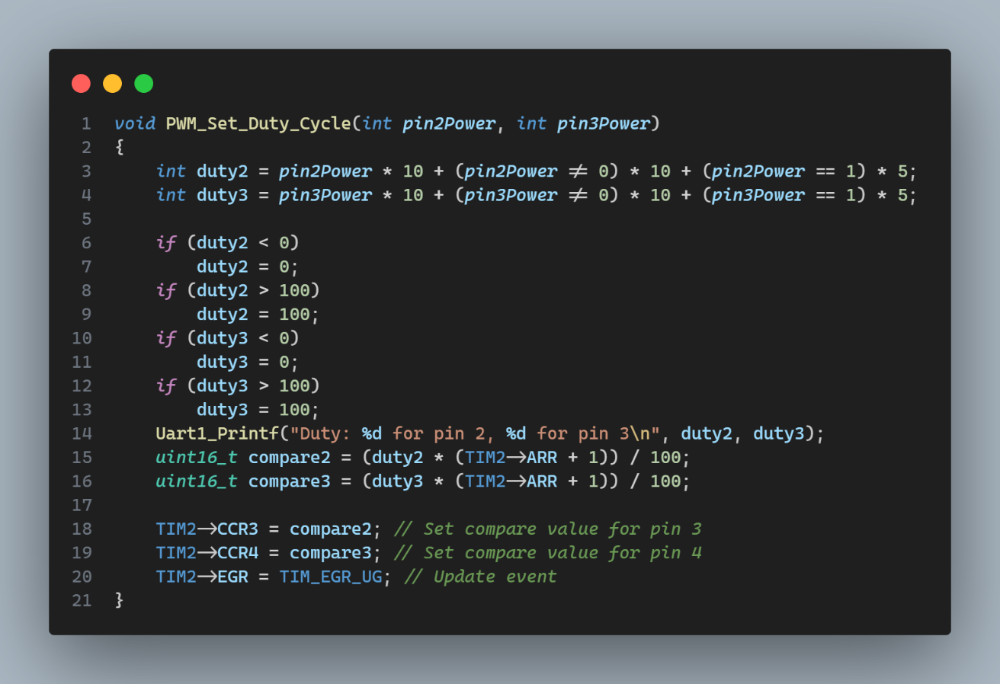 1 void PWM_Set_Duty_Cycle(int pin2Power, int pin3Power)
2 {
3     int duty2 = pin2Power * 10 + (pin2Power != 0) * 10 + (pin2Power == 1) * 5;
4     int duty3 = pin3Power * 10 + (pin3Power != 0) * 10 + (pin3Power == 1) * 5;
5
6     if (duty2 < 0)
7         duty2 = 0;
8     if (duty2 > 100)
9         duty2 = 100;
10     if (duty3 < 0)
11         duty3 = 0;
12     if (duty3 > 100)
13         duty3 = 100;
14     Uart1_Printf("Duty: %d for pin 2, %d for pin 3\n", duty2, duty3);
15     uint16_t compare2 = (duty2 * (TIM2->ARR + 1)) / 100;
16     uint16_t compare3 = (duty3 * (TIM2->ARR + 1)) / 100;
17
18     TIM2->CCR3 = compare2; // Set compare value for pin 3
19     TIM2->CCR4 = compare3; // Set compare value for pin 4
20     TIM2->EGR = TIM_EGR_UG; // Update event
21 }